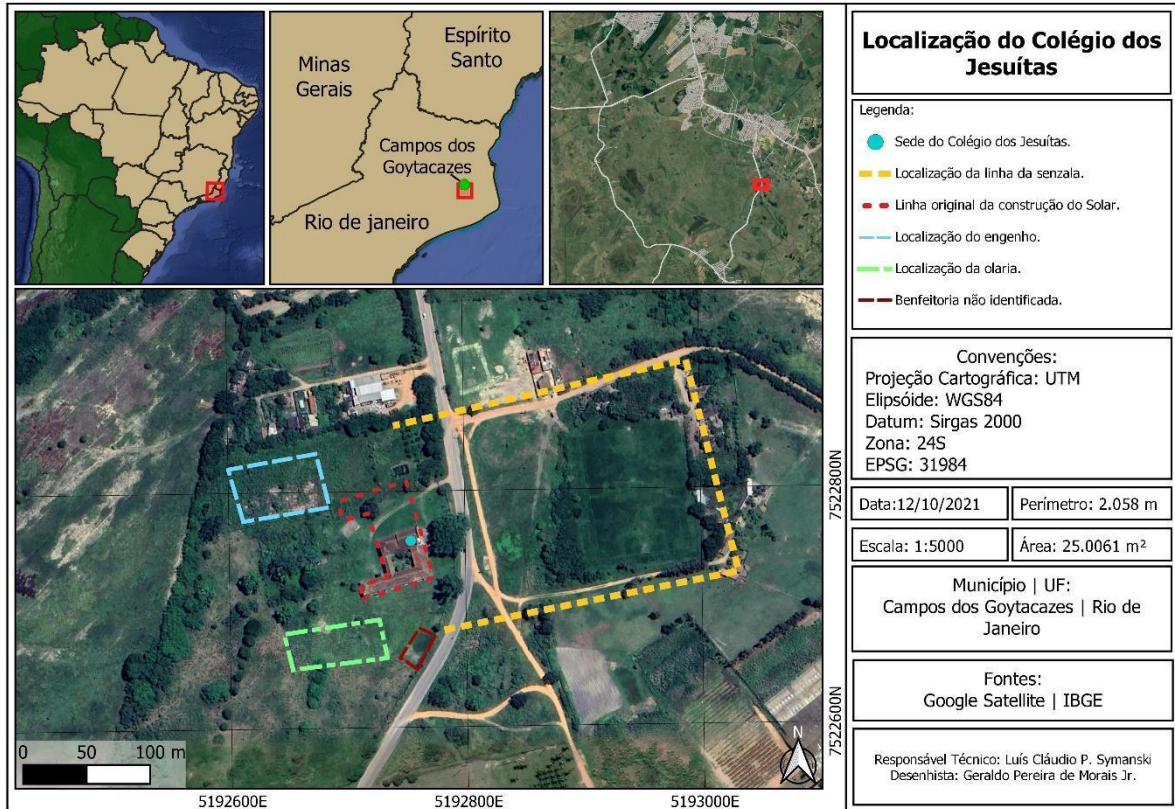 Espírito
Santo
Minas
Gerais
Campos dos
Goytacazes
Rio de janeiro
7522800N
7522600N
0 50 100 m
N
5192600E
5192800E
5193000E
Localização do Colégio dos
Jesuítas
Legenda:
Sede do Colégio dos Jesuítas.
Localização da linha da senzala.
Linha original da construção do Solar.
Localização do engenho.
Localização da olaria.
Benfeitoria não identificada.
Convenções:
Projeção Cartográfica: UTM
Elipsóide: WGS84
Datum: Sirgas 2000
Zona: 24S
EPSG: 31984
Data:12/10/2021
Perímetro: 2.058 m
Escala: 1:5000
Área: 25.0061 m²
Município | UF:
Campos dos Goytacazes | Rio de
Janeiro
Fontes:
Google Satellite | IBGE
Responsável Técnico: Luís Cláudio P. Symanski
Desenhista: Geraldo Pereira de Morais Jr.